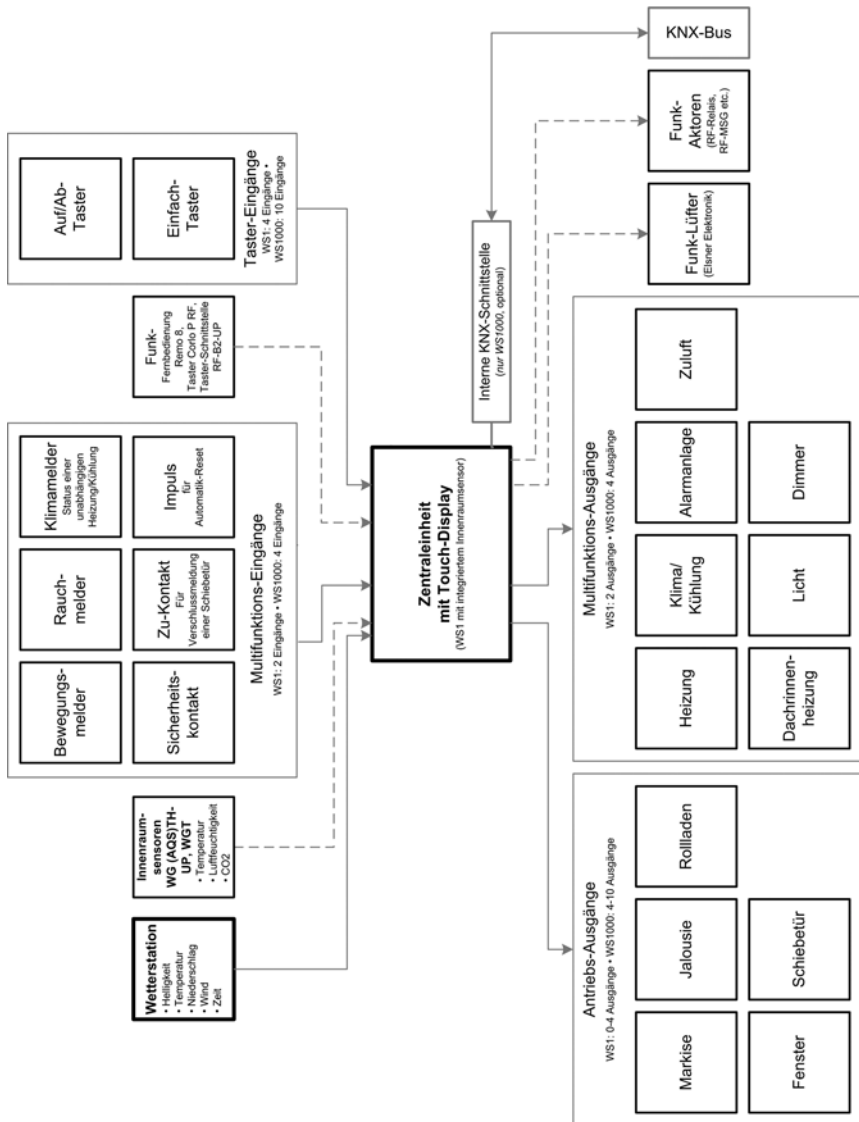 Wetterstation
• Helligkeit
• Temperatur
• Niederschlag
• Wind
• Zeit
Innenraum-
sensoren
WG (AQS)TH-
UP, WGT
• Temperatur
• Luftfeuchtigkeit
• CO2
Bewegungs-
melder
Rauch-
melder
Klimamelder
Status einer
unabhängigen
Heizung/Kühlung
Sicherheits-
kontakt
Zu-Kontakt
Für
Verschlussmeldung
einer Schiebetür
Impuls
für
Automatik-Reset
Multifunktions-Eingänge
WS1: 2 Eingänge • WS1000: 4 Eingänge
Funk-
Fernbedienung
Remo 8,
Taster Corlo P RF,
Taster-Schnittstelle
RF-B2-UP
Auf/Ab-
Taster
Einfach-
Taster
Taster-Eingänge
WS1: 4 Eingänge •
WS1000: 10 Eingänge
Zentraleinheit
mit Touch-Display
(WS1 mit integriertem Innenraumsensor)
Interne KNX-Schnittstelle
(nur WS1000, optional)
Antriebs-Ausgänge
WS1: 0-4 Ausgänge • WS1000: 4-10 Ausgänge
Markise
Jalousie
Rollladen
Fenster
Schiebetür
Multifunktions-Ausgänge
WS1: 2 Ausgänge • WS1000: 4 Ausgänge
Heizung
Klima/
Kühlung
Alarmanlage
Zuluft
Dachrinnen-
heizung
Licht
Dimmer
Funk-Lüfter
(Elsner Elektronik)
Funk-
Aktoren
(RF-Relais,
RF-MSG etc.)
KNX-Bus